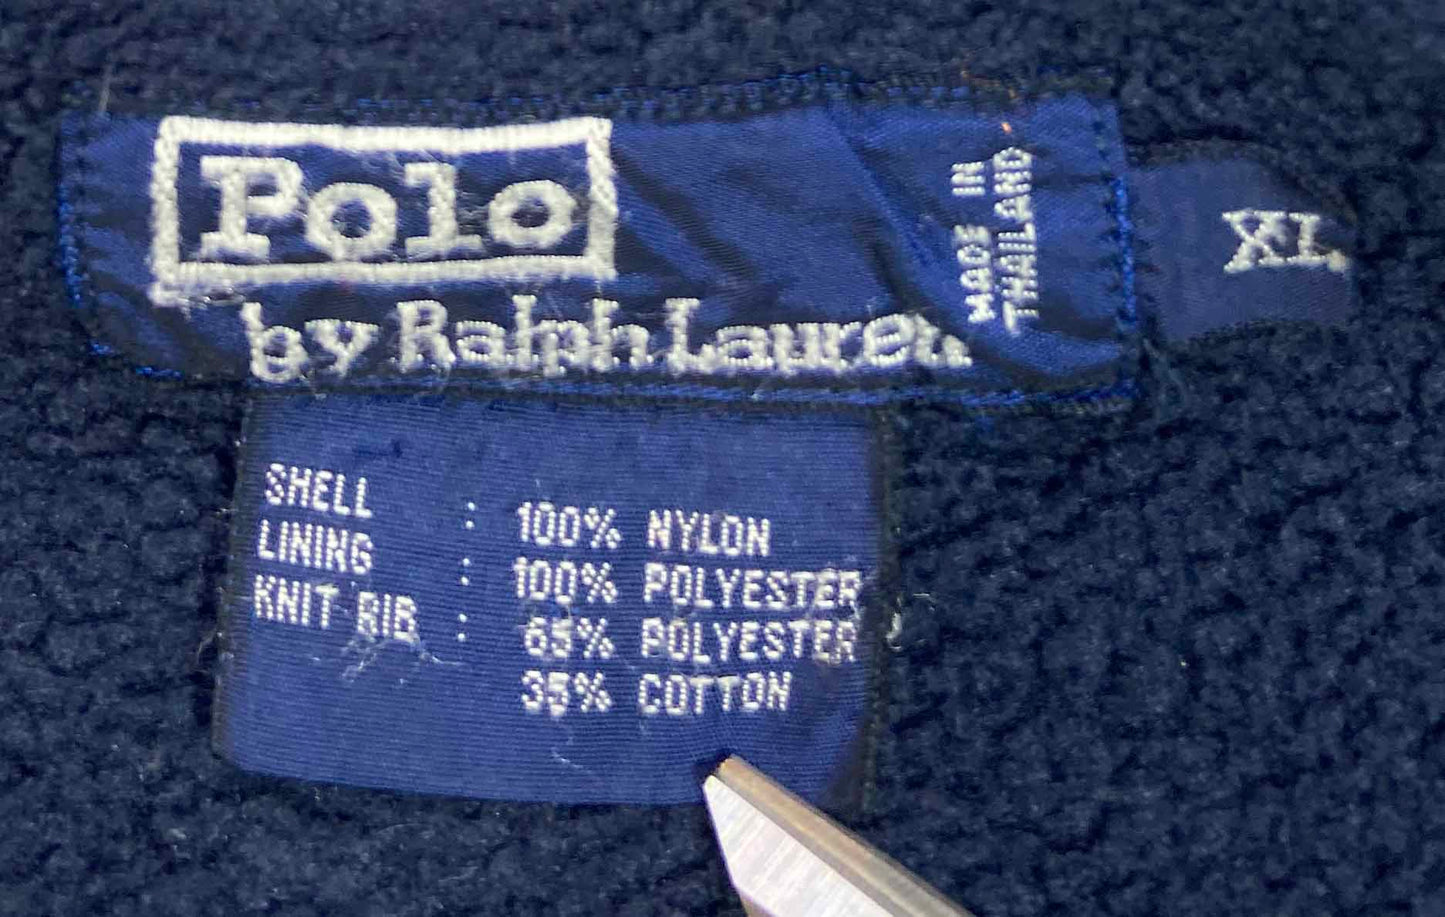 Polo
by Ralph Lauren
MADE IN
THAILAND
XL
SHELL : 100% NYLON
LINING : 100% POLYESTER
KNIT RIB : 65% POLYESTER
35% COTTON